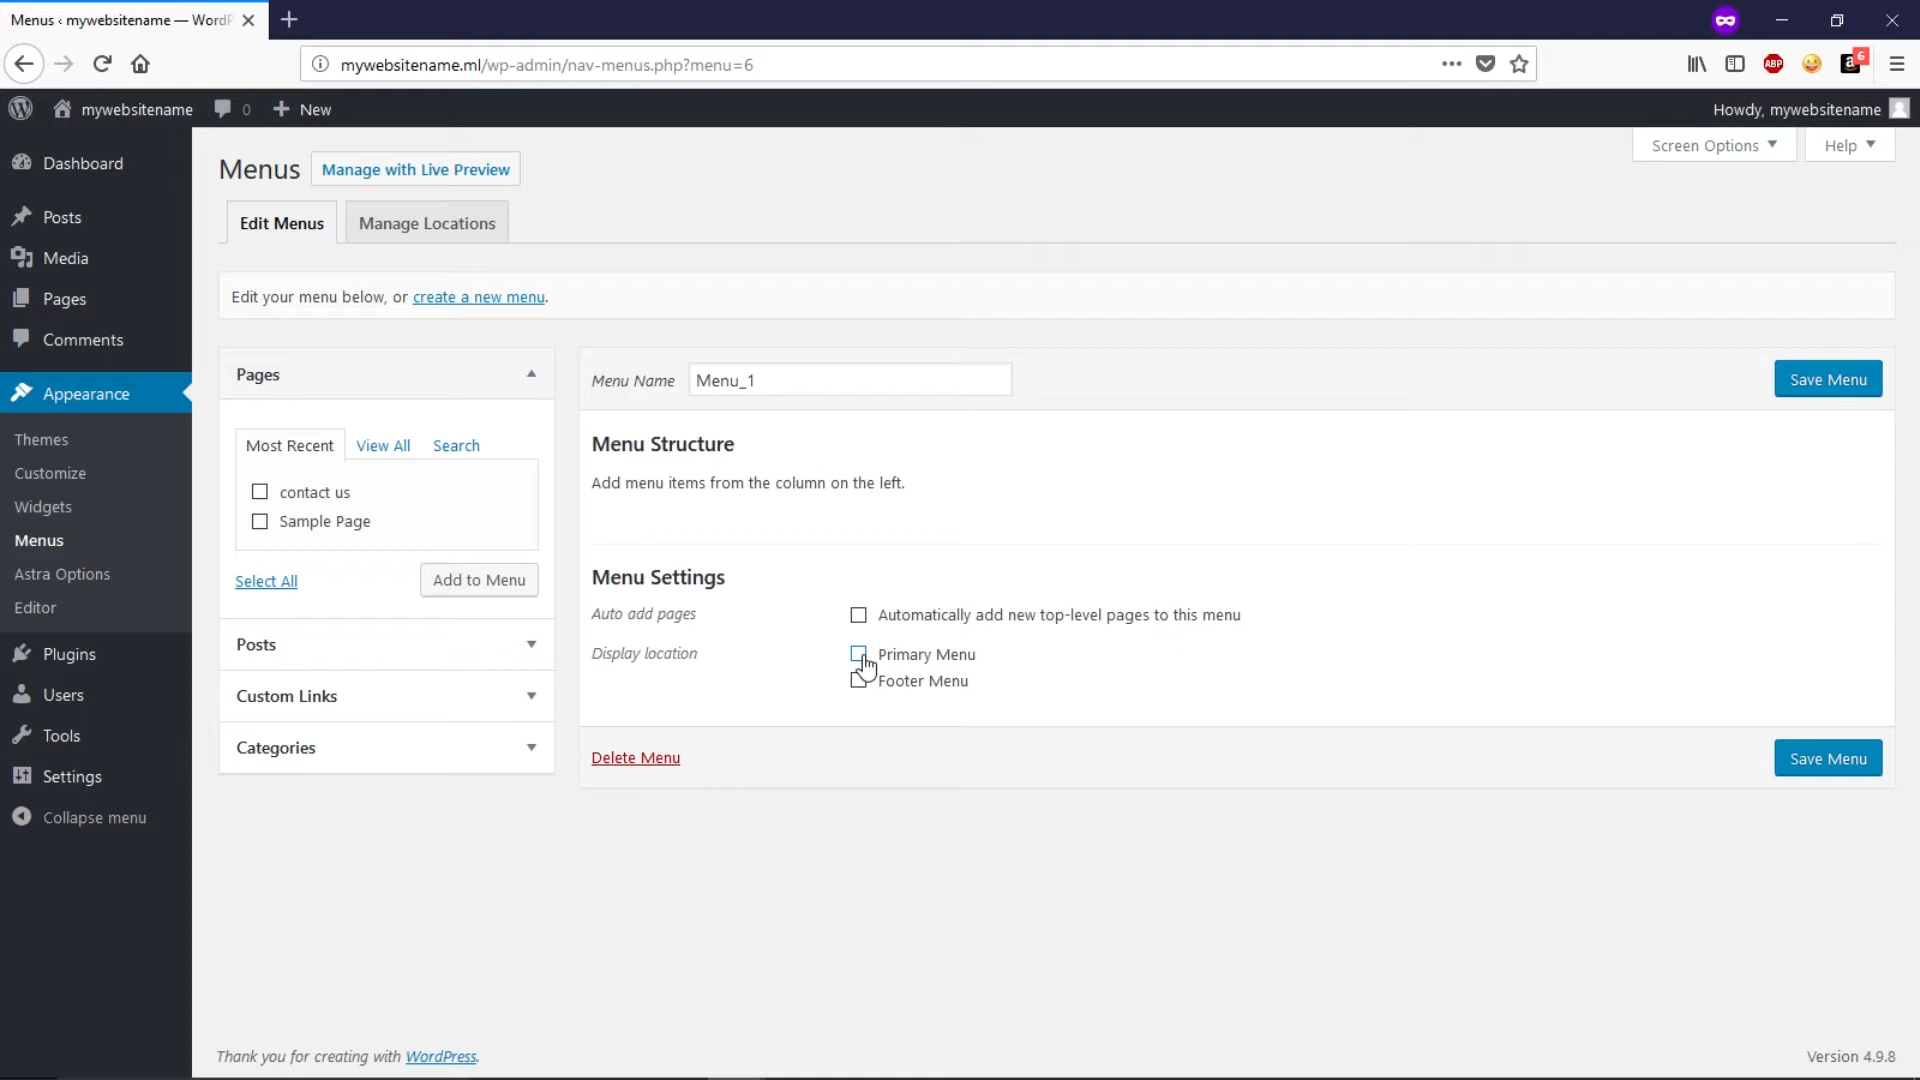 Menus ‹ mywebsitename — WordP
mywebsitename.ml/wp-admin/nav-menus.php?menu=6
ABP
a
6
mywebsitename
0
New
Howdy, mywebsitename
Dashboard
Posts
Media
Pages
Comments
Appearance
Themes
Customize
Widgets
Menus
Astra Options
Editor
Plugins
Users
Tools
Settings
Collapse menu
Screen Options
Help
Menus
Manage with Live Preview
Edit Menus
Manage Locations
Edit your menu below, or create a new menu.
Pages
Most Recent
View All
Search
contact us
Sample Page
Select All
Add to Menu
Posts
Custom Links
Categories
Menu Name
Menu_1
Save Menu
Menu Structure
Add menu items from the column on the left.
Menu Settings
Auto add pages
Automatically add new top-level pages to this menu
Display location
Primary Menu
Footer Menu
Delete Menu
Save Menu
Thank you for creating with WordPress.
Version 4.9.8